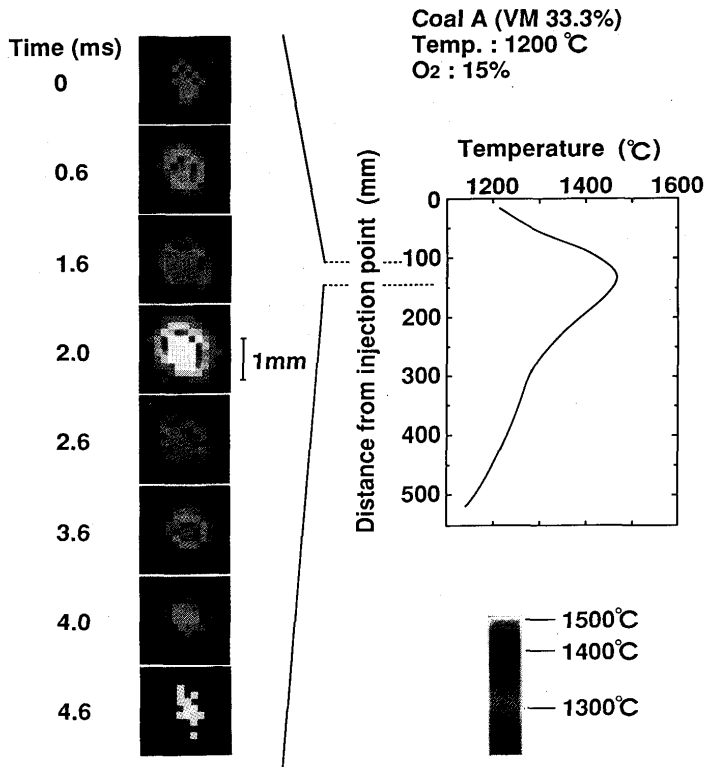 Coal A (VM 33.3%)
Temp. : 1200 ℃
O2 : 15%
Time (ms)
0
0.6
1.6
2.0
2.6
3.6
4.0
4.6
1mm
Temperature (℃)
1200 1400 1600
Distance from injection point (mm)
0
100
200
300
400
500
1500℃
1400℃
1300℃